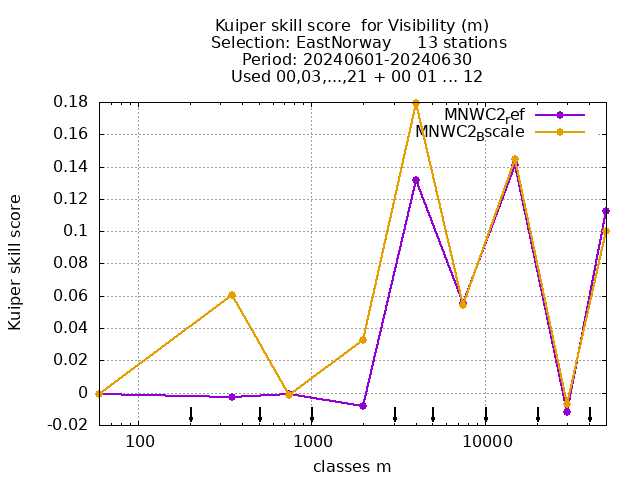 Kuiper skill score  for Visibility (m)
Selection: EastNorway     13 stations
Period: 20240601-20240630
Used 00,03,...,21 + 00 01 ... 12
0.18
0.16
0.14
0.12
0.1
0.08
0.06
0.04
0.02
0
-0.02
Kuiper skill score
MNWC2_ref
MNWC2_Bscale
100
1000
10000
classes m